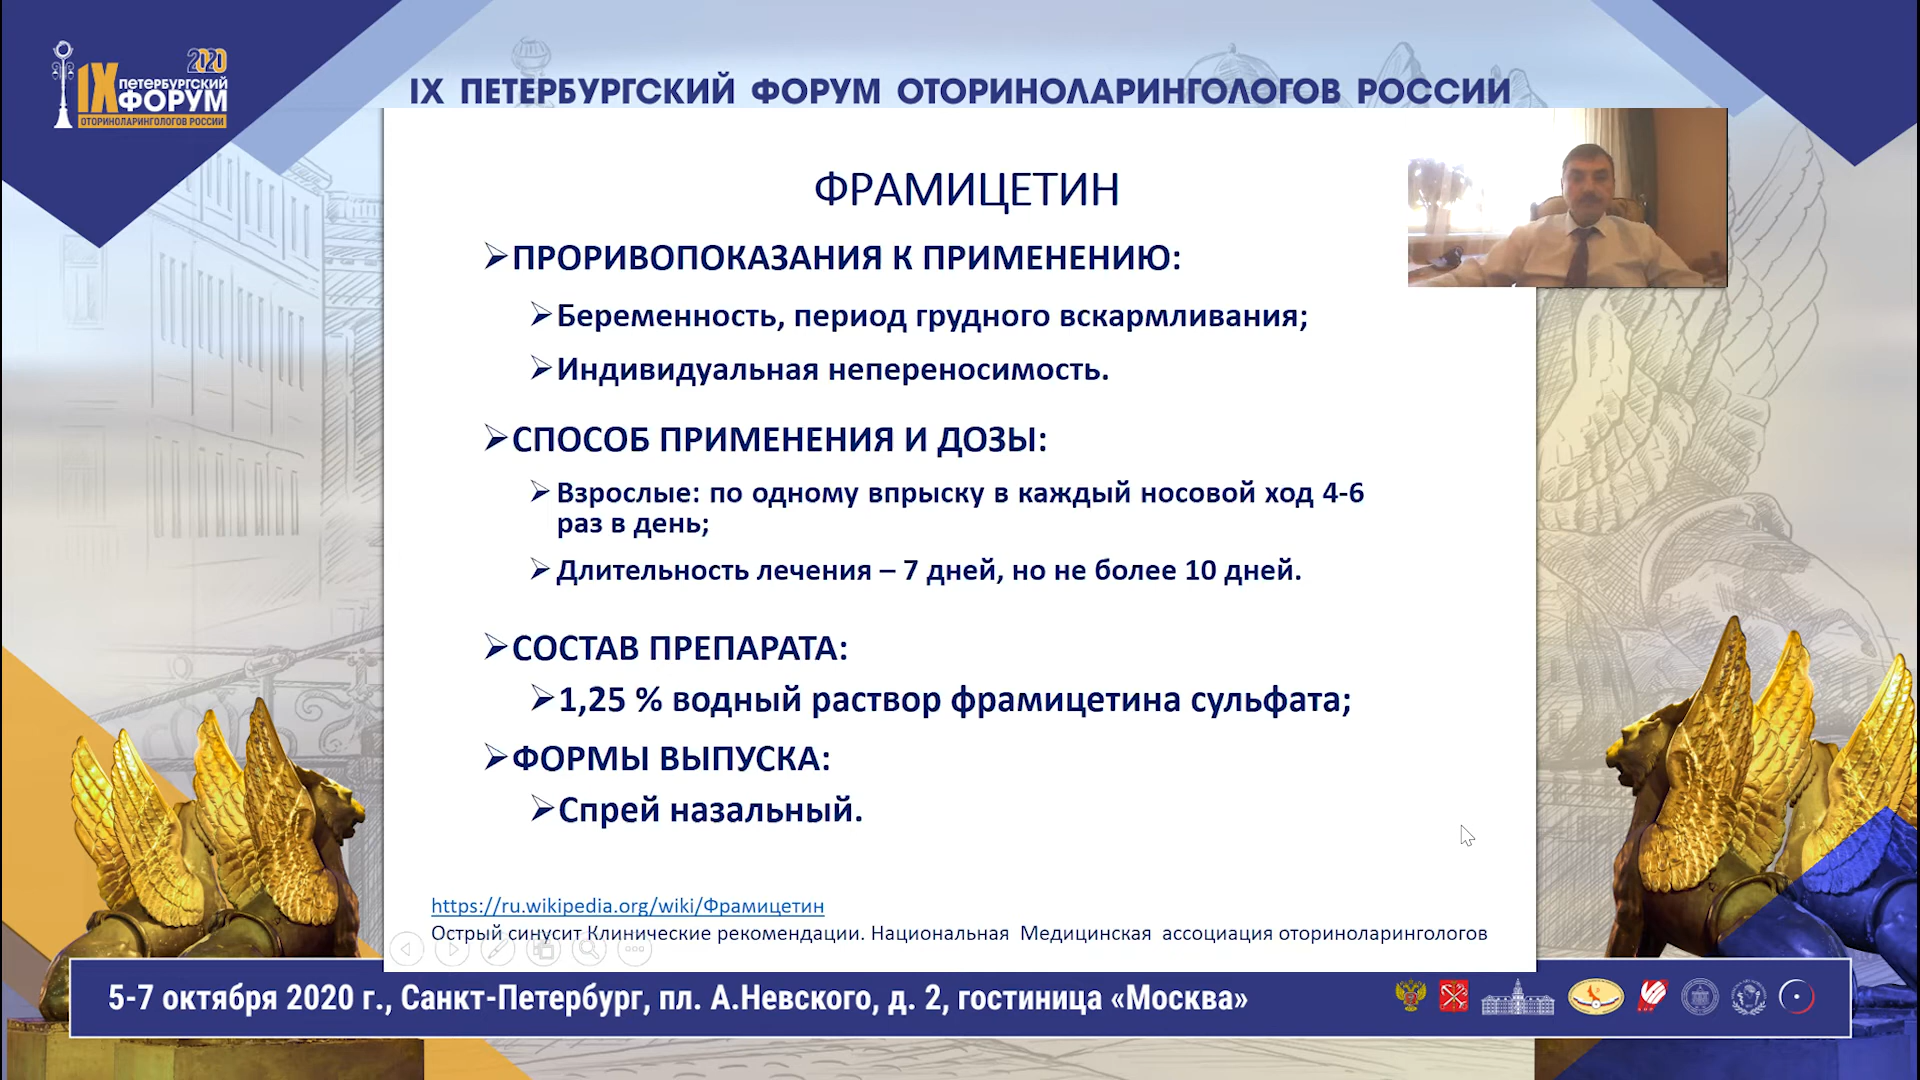 2020
IX ПЕТЕРБУРГСКИЙ
ФОРУМ
ОТОРИНОЛАРИНГОЛОГОВ РОССИИ
IX ПЕТЕРБУРГСКИЙ ФОРУМ ОТОРИНОЛАРИНГОЛОГОВ РОССИИ
ФРАМИЦЕТИН
ПРОРИВОПОКАЗАНИЯ К ПРИМЕНЕНИЮ:
Беременность, период грудного вскармливания;
Индивидуальная непереносимость.
СПОСОБ ПРИМЕНЕНИЯ И ДОЗЫ:
Взрослые: по одному впрыску в каждый носовой ход 4-6
раз в день;
Длительность лечения – 7 дней, но не более 10 дней.
СОСТАВ ПРЕПАРАТА:
1,25 % водный раствор фрамицетина сульфата;
ФОРМЫ ВЫПУСКА:
Спрей назальный.
https://ru.wikipedia.org/wiki/Фрамицетин
Острый синусит Клинические рекомендации. Национальная Медицинская ассоциация оториноларингологов
5-7 октября 2020 г., Санкт-Петербург, пл. А.Невского, д. 2, гостиница «Москва»